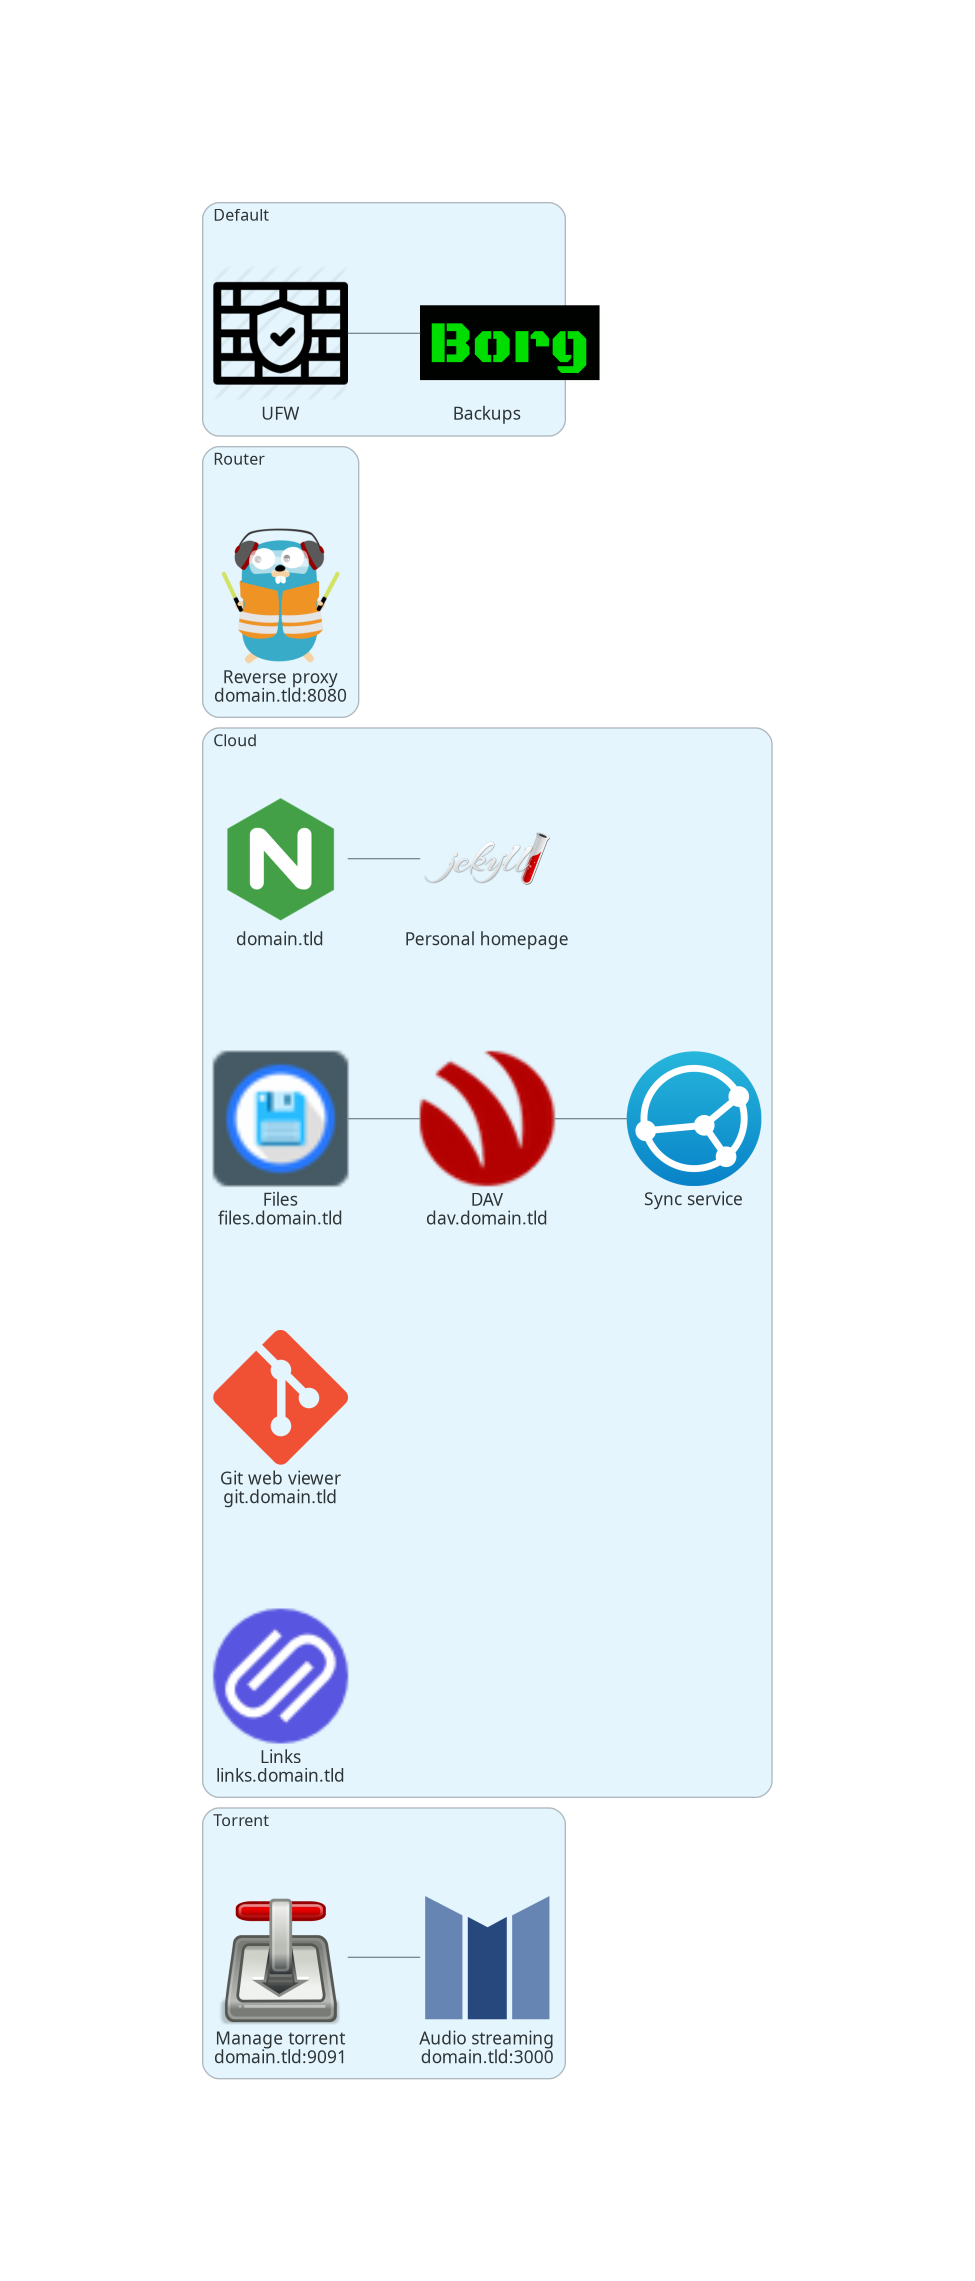 Default
Borg
UFW
Backups
Router
Reverse proxy
domain.tld:8080
Cloud
N
jekyll
domain.tld
Personal homepage
Files
files.domain.tld
DAV
dav.domain.tld
Sync service
Git web viewer
git.domain.tld
Links
links.domain.tld
Torrent
Manage torrent
domain.tld:9091
Audio streaming
domain.tld:3000